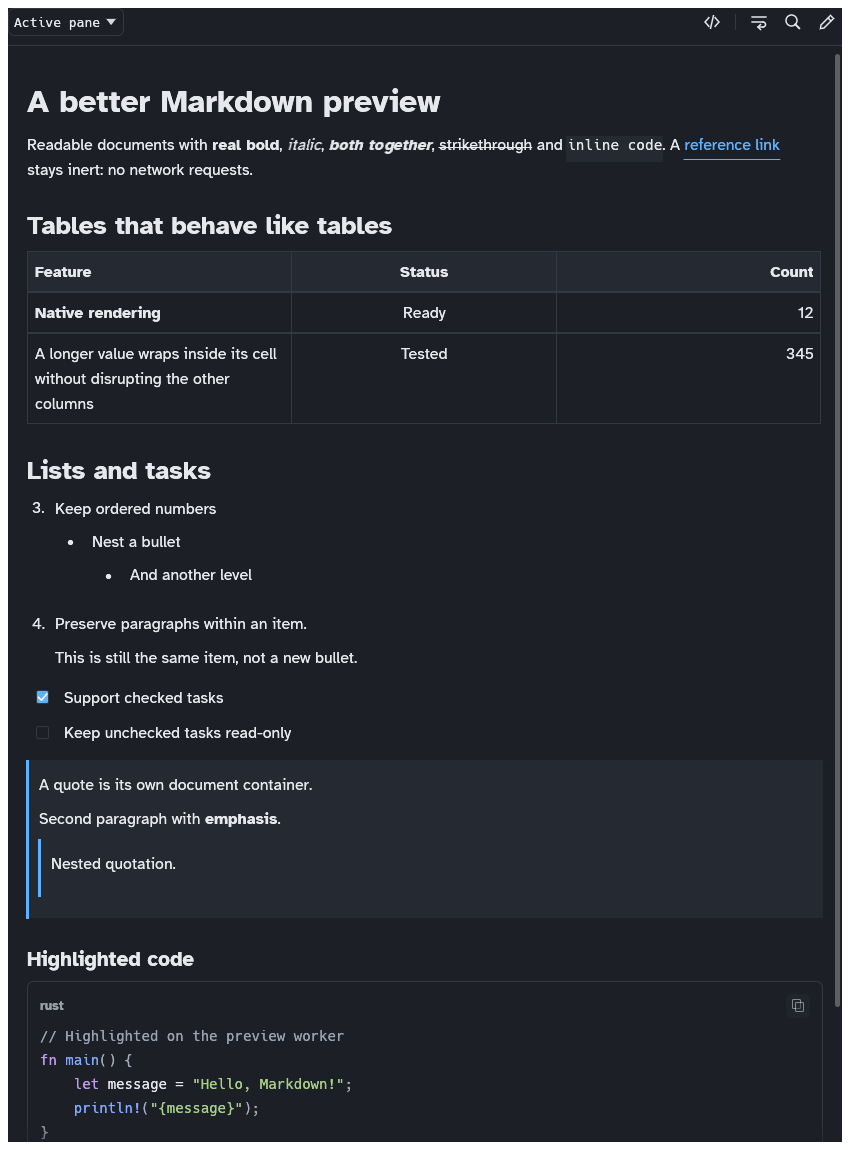 Active pane
A better Markdown preview
Readable documents with real bold, italic, both together, strikethrough and inline code. A reference link
stays inert: no network requests.
Tables that behave like tables
Feature Status Count
Native rendering Ready 12
A longer value wraps inside its cell Tested 345
without disrupting the other
columns
Lists and tasks
3. Keep ordered numbers
• Nest a bullet
• And another level
4. Preserve paragraphs within an item.
This is still the same item, not a new bullet.
Support checked tasks
Keep unchecked tasks read-only
A quote is its own document container.
Second paragraph with emphasis.
Nested quotation.
Highlighted code
rust
// Highlighted on the preview worker
fn main() {
    let message = "Hello, Markdown!";
    println!("{message}");
}